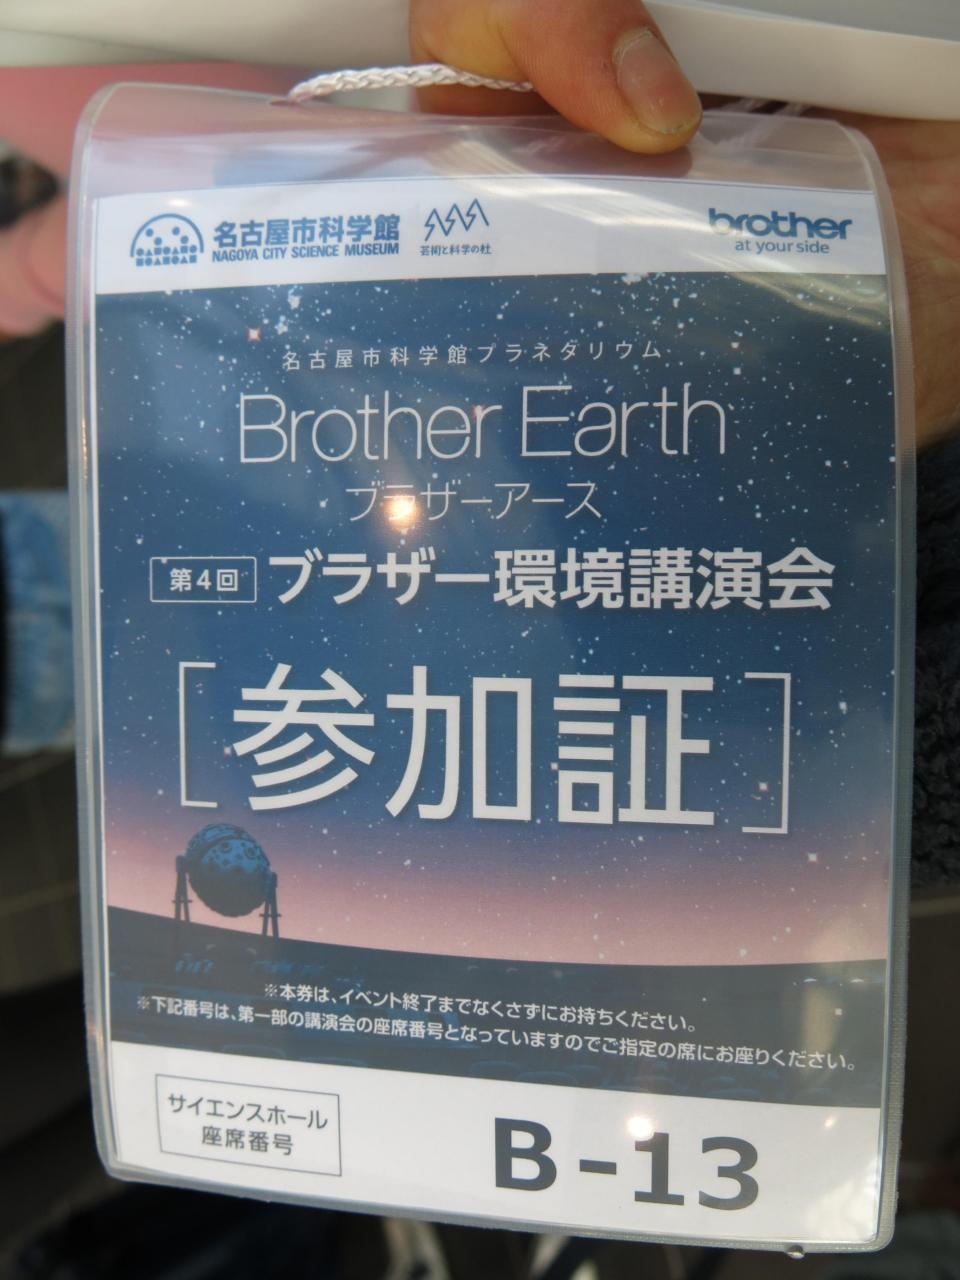 名古屋市科学館
NAGOYA CITY SCIENCE MUSEUM
芸術と科学の杜
brother
at your side
名古屋市科学館プラネタリウム
Brother Earth
ブラザーアース
第4回 ブラザー環境講演会
[参加証]
※本券は、イベント終了までなくさずにお持ちください。
※下記番号は、第一部の講演会の座席番号となっていますのでご指定の席にお座りください。
サイエンスホール
座席番号
B-13